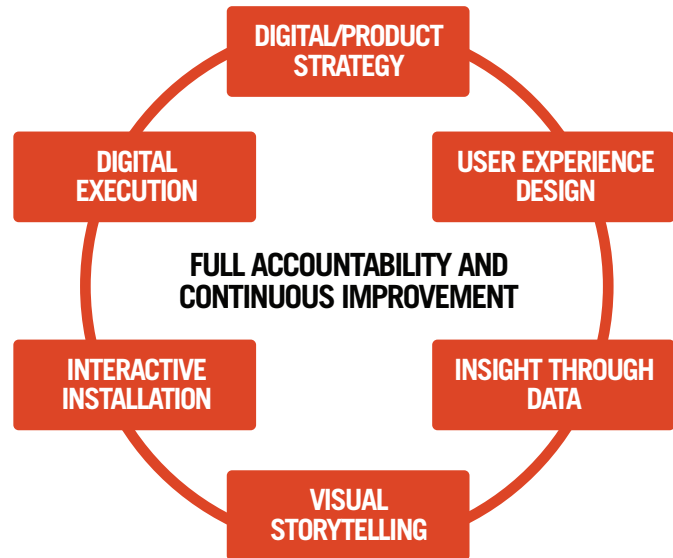 DIGITAL/PRODUCT
STRATEGY
DIGITAL
EXECUTION
USER EXPERIENCE
DESIGN
FULL ACCOUNTABILITY AND
CONTINUOUS IMPROVEMENT
INTERACTIVE
INSTALLATION
INSIGHT THROUGH
DATA
VISUAL
STORYTELLING